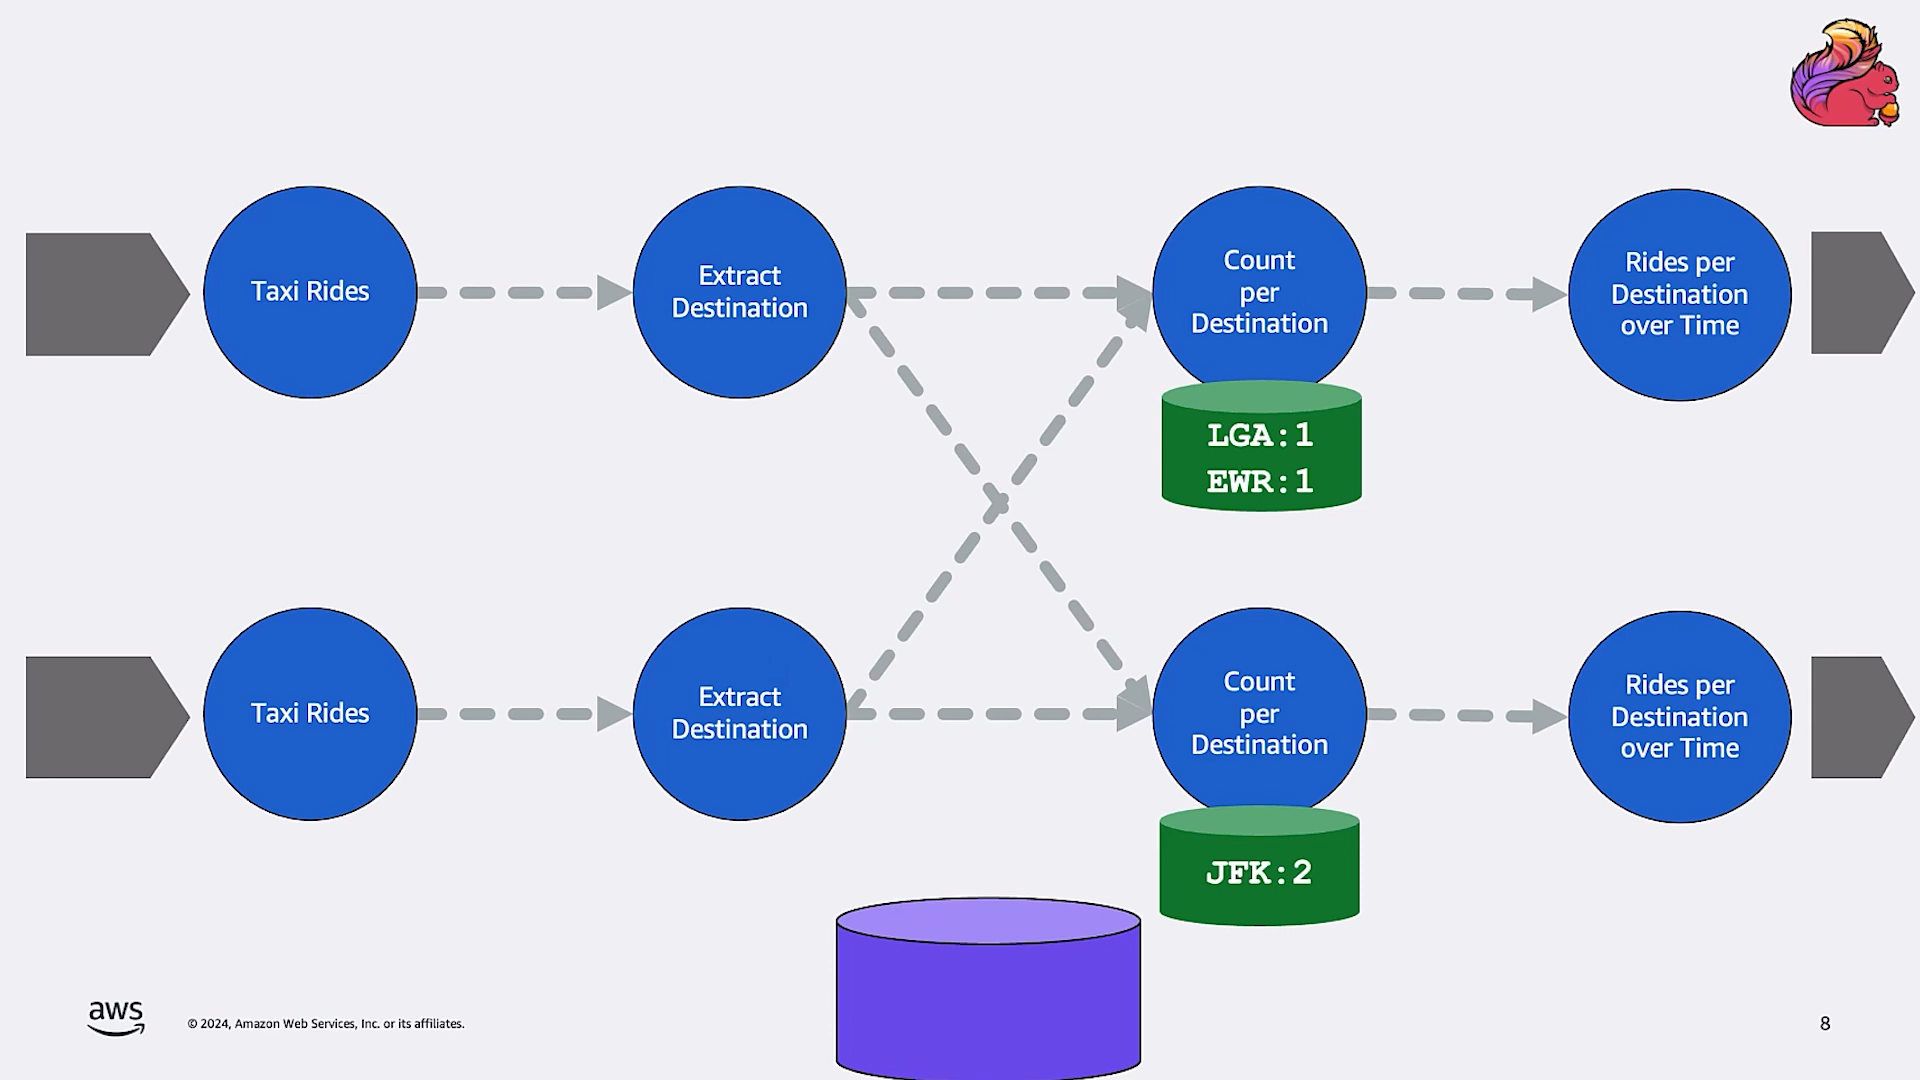 Taxi Rides
Extract
Destination
Count
per
Destination
Rides per
Destination
over Time
LGA:1
EWR:1
Taxi Rides
Extract
Destination
Count
per
Destination
Rides per
Destination
over Time
JFK:2
aws
© 2024, Amazon Web Services, Inc. or its affiliates.
8